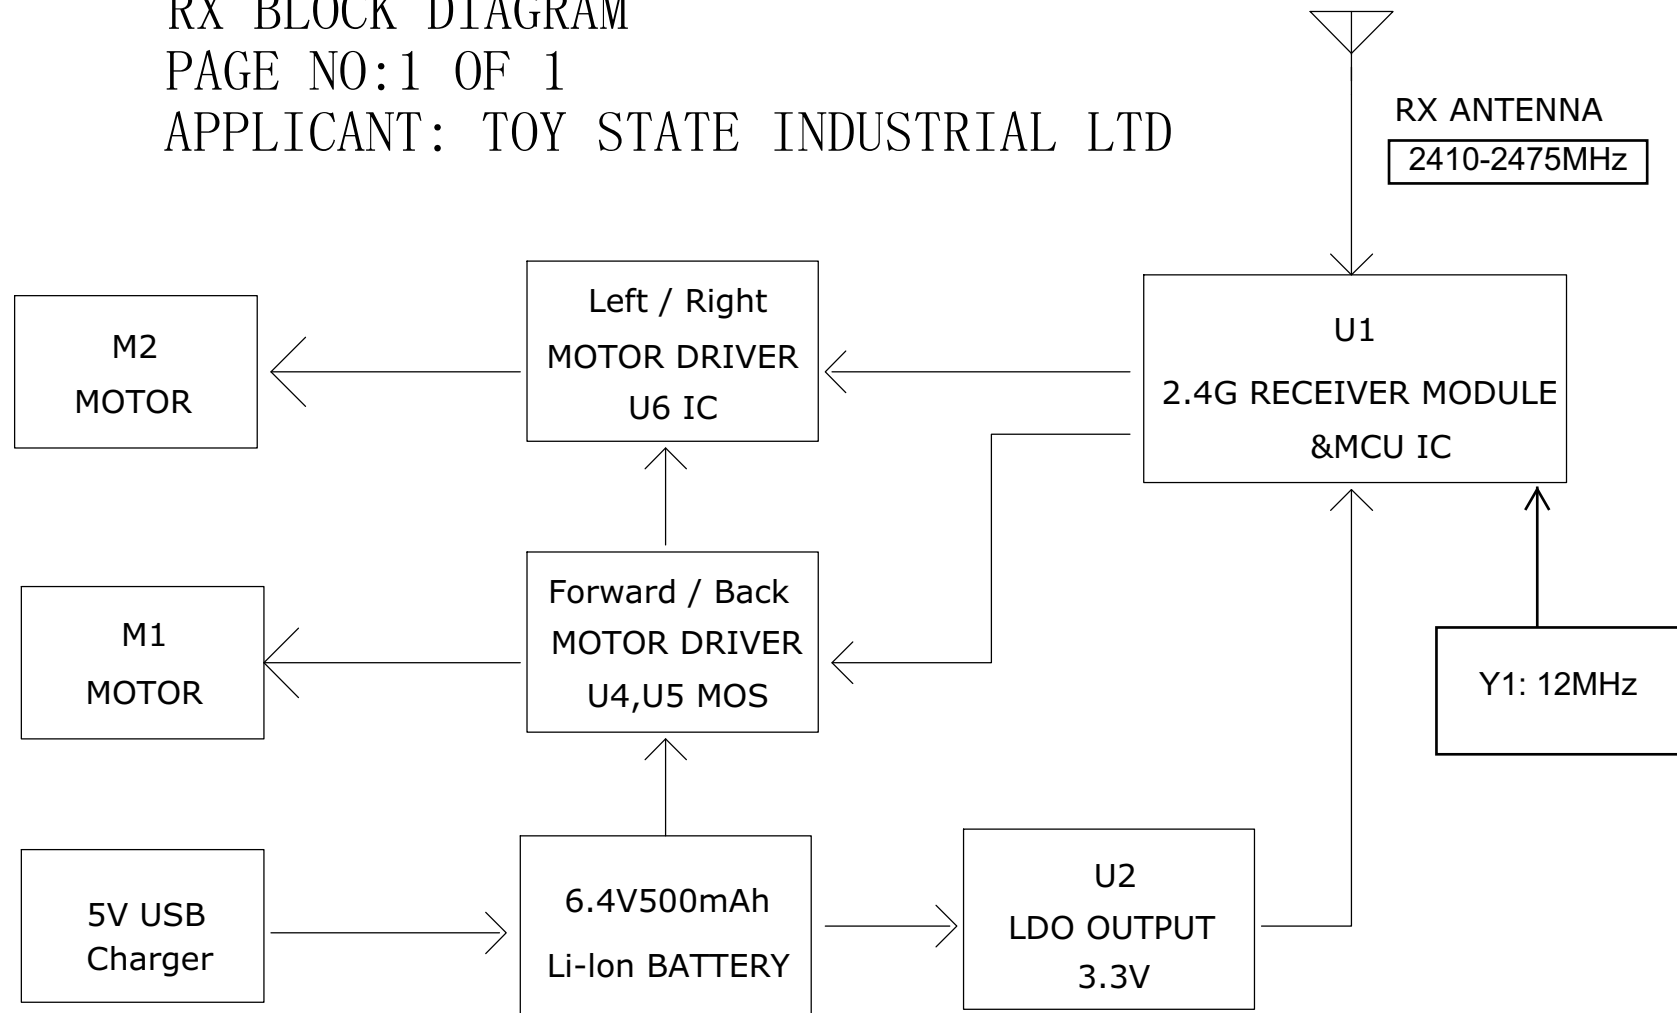 RX BLOCK DIAGRAM
PAGE NO:1 OF 1
APPLICANT: TOY STATE INDUSTRIAL LTD
RX ANTENNA
2410-2475MHz
M2
MOTOR
Left / Right
MOTOR DRIVER
U6 IC
U1
2.4G RECEIVER MODULE
&MCU IC
M1
MOTOR
Forward / Back
MOTOR DRIVER
U4,U5 MOS
Y1: 12MHz
5V USB
Charger
6.4V500mAh
Li-lon BATTERY
U2
LDO OUTPUT
3.3V